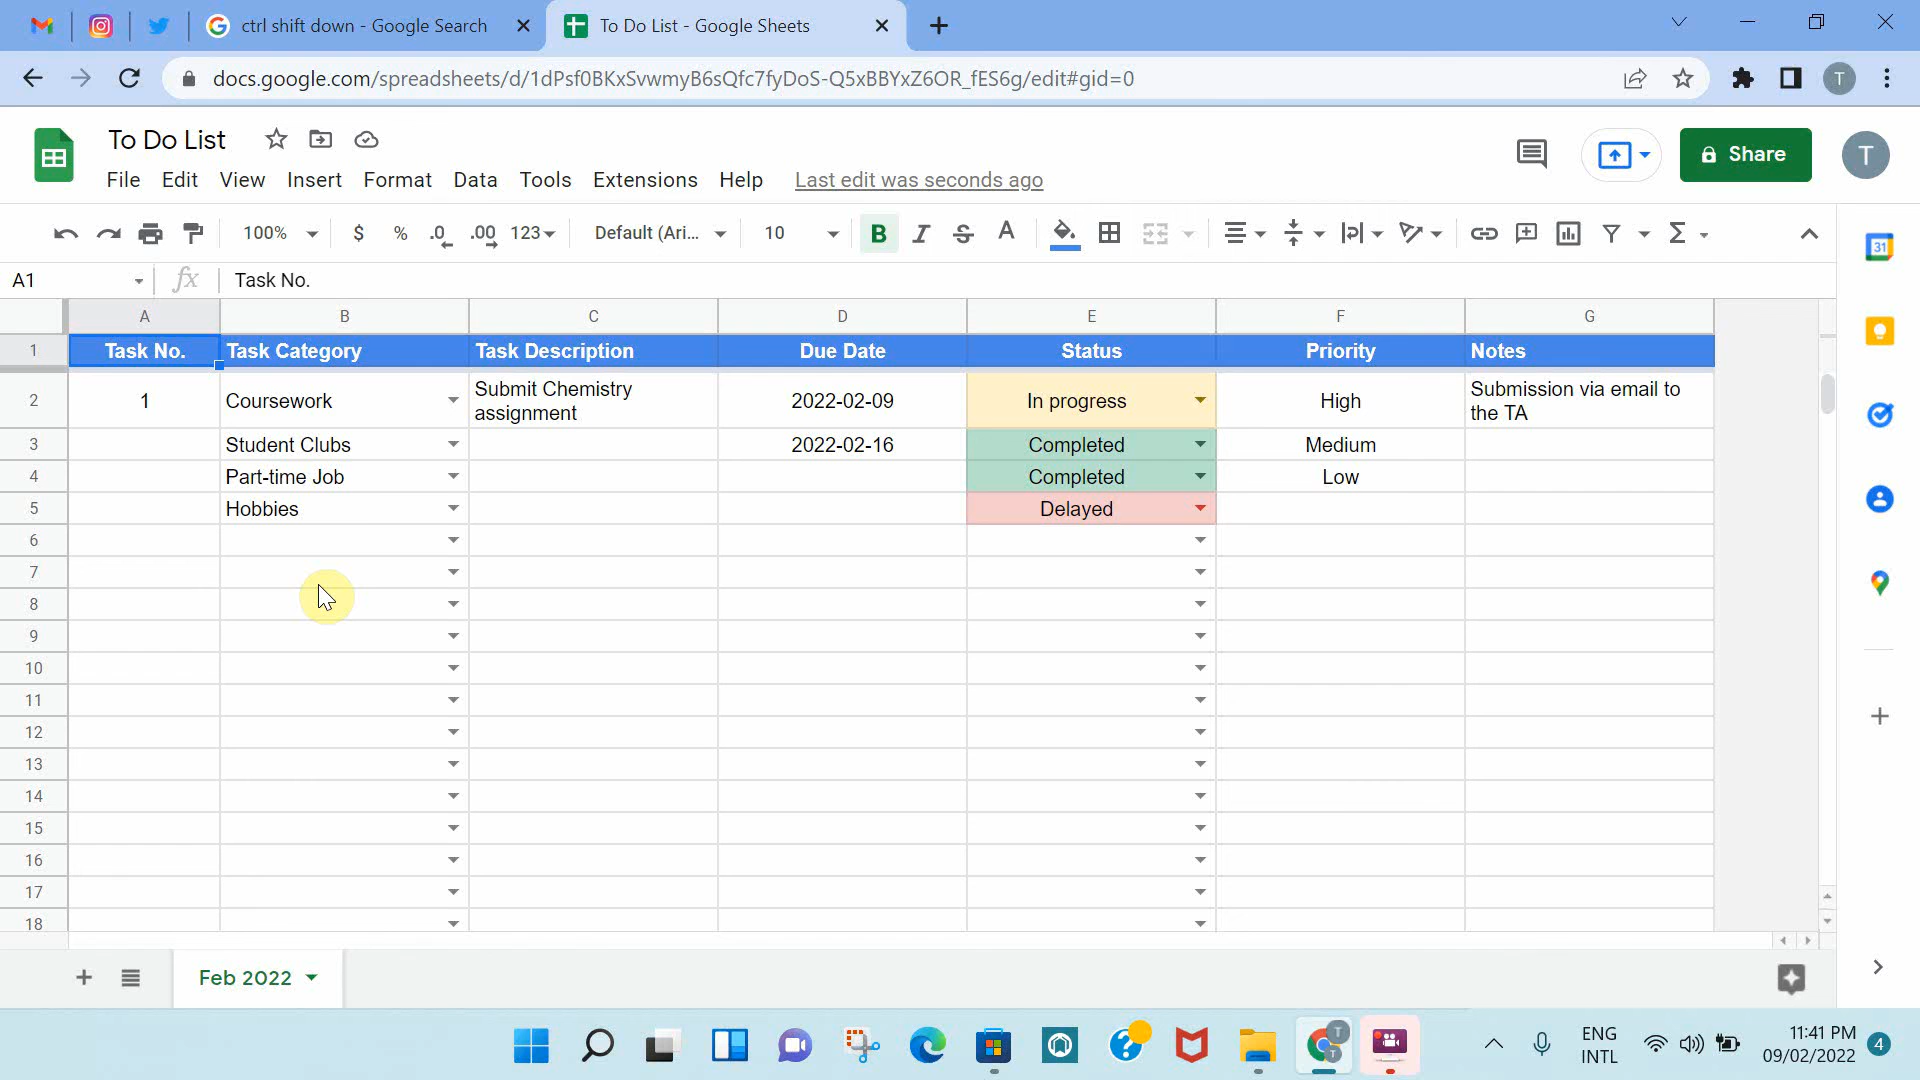 ctrl shift down - Google Search
To Do List - Google Sheets
docs.google.com/spreadsheets/d/1dPsf0BKxSvwmyB6sQfc7fyDoS-Q5xBBYxZ6OR_fES6g/edit#gid=0
T
To Do List
Share
T
File Edit View Insert Format Data Tools Extensions Help Last edit was seconds ago
100% $ % .0 .00 123 Default (Ari... 10 B I S A
31
A1 fx Task No.
A B C D E F G
1 Task No. Task Category Task Description Due Date Status Priority Notes
2 1 Coursework Submit Chemistry assignment 2022-02-09 In progress High Submission via email to the TA
3 Student Clubs 2022-02-16 Completed Medium
4 Part-time Job Completed Low
5 Hobbies Delayed
6
7
8
9
10
11
12
13
14
15
16
17
18
Feb 2022
T
T
ENG
INTL
11:41 PM
09/02/2022
4